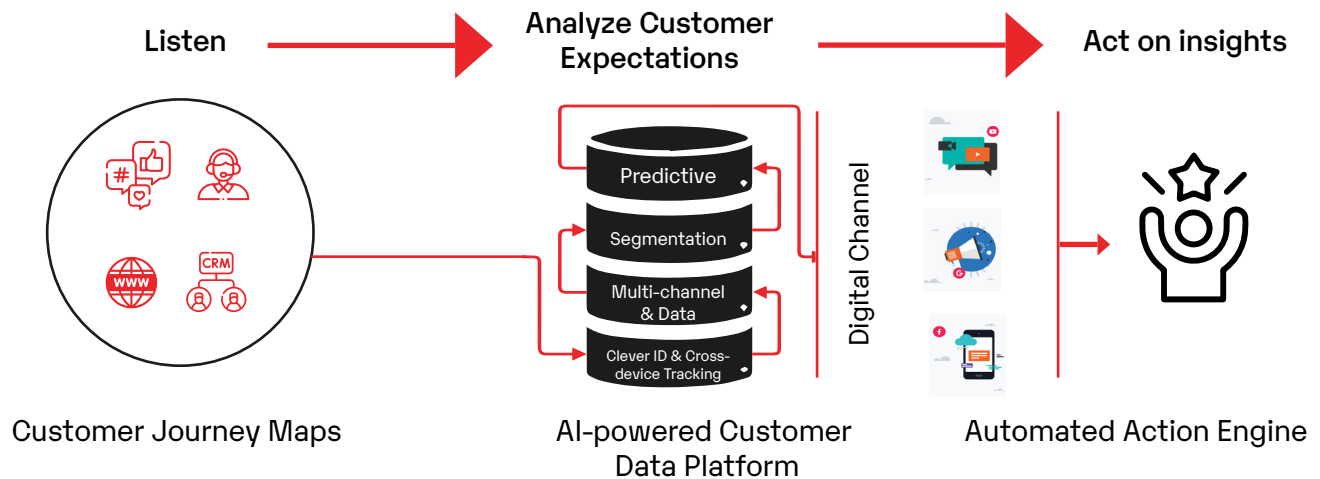 Listen
Analyze Customer
Expectations
Act on insights
#
WWW
CRM
Predictive
Segmentation
Multi-channel
& Data
Clever ID & Cross-
device Tracking
Digital Channel
G
f
Customer Journey Maps
AI-powered Customer
Data Platform
Automated Action Engine